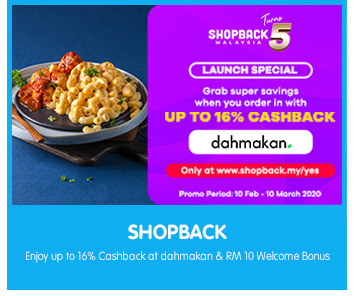 Turns
SHOPBACK 5
MALAYSIA
LAUNCH SPECIAL
Grab super savings
when you order in with
UP TO 16% CASHBACK
dahmakan.
Only at www.shopback.my/yes
Promo Period: 10 Feb - 10 March 2020
SHOPBACK
Enjoy up to 16% Cashback at dahmakan & RM 10 Welcome Bonus